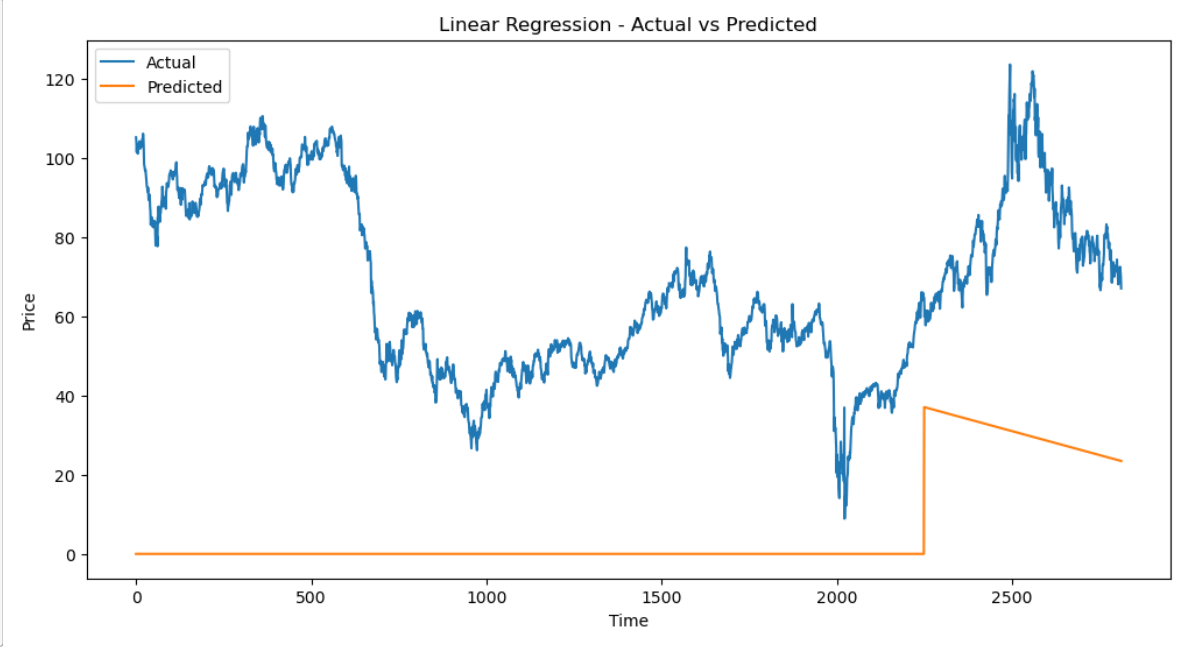 Linear Regression - Actual vs Predicted
Actual
Predicted
120
100
80
60
40
20
0
Price
0 500 1000 1500 2000 2500
Time